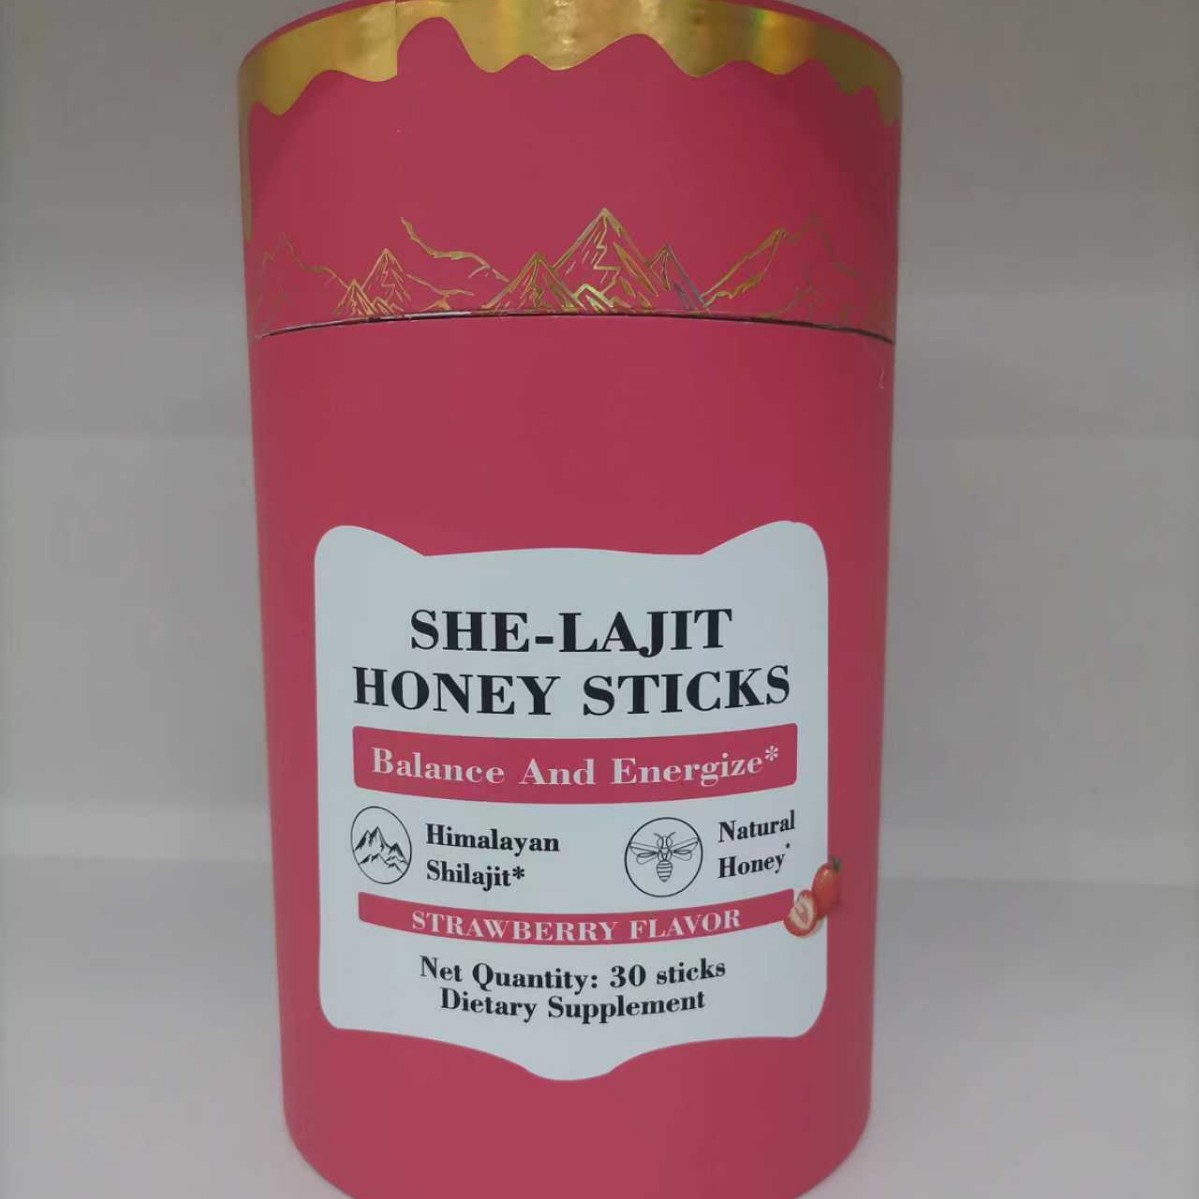 SHE-LAJIT
HONEY STICKS
Balance And Energize*
Himalayan
Shilajit*
Natural
Honey*
STRAWBERRY FLAVOR
Net Quantity: 30 sticks
Dietary Supplement